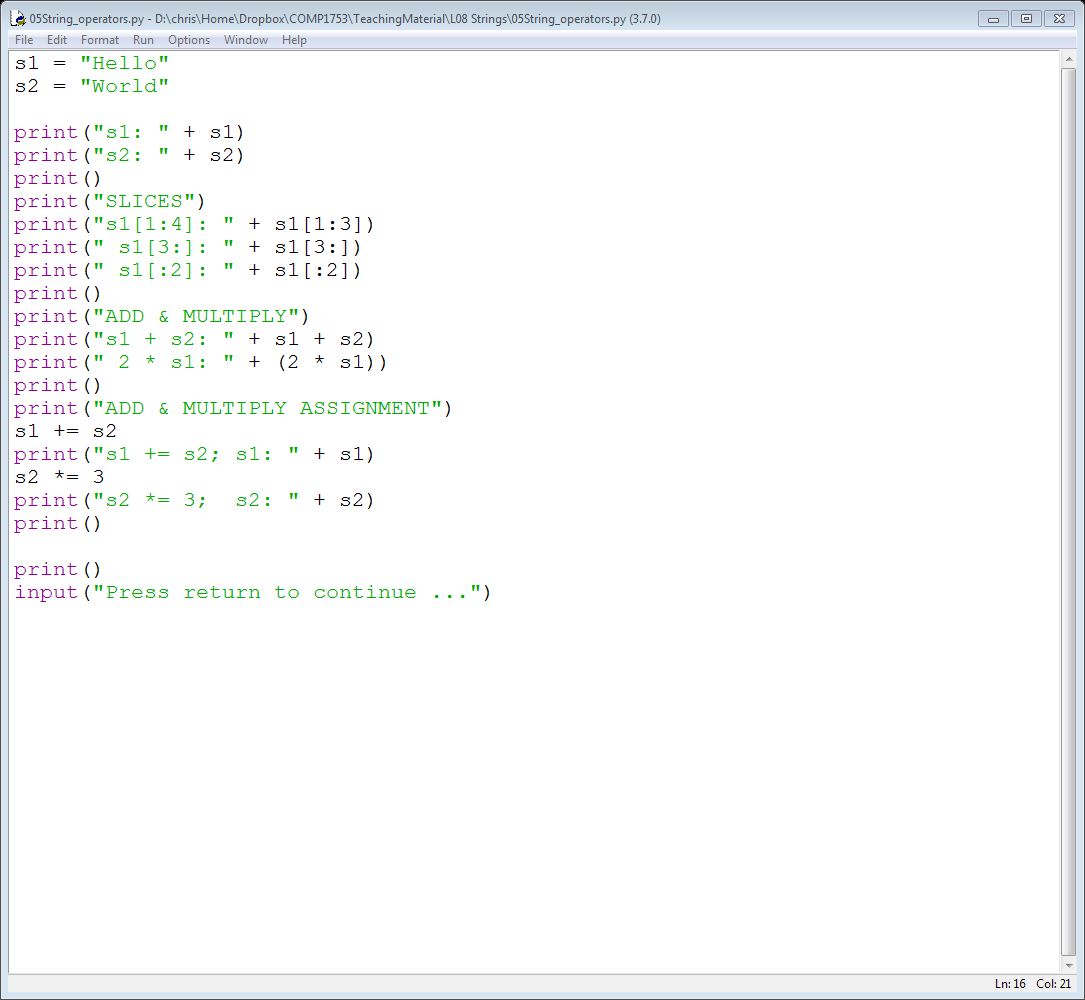 05String_operators.py - D:\chris\Home\Dropbox\COMP1753\TeachingMaterial\L08 Strings\05String_operators.py (3.7.0)
File Edit Format Run Options Window Help
s1 = "Hello"
s2 = "World"
print("s1: " + s1)
print("s2: " + s2)
print()
print("SLICES")
print("s1[1:4]: " + s1[1:3])
print(" s1[3:]: " + s1[3:])
print(" s1[:2]: " + s1[:2])
print()
print("ADD & MULTIPLY")
print("s1 + s2: " + s1 + s2)
print(" 2 * s1: " + (2 * s1))
print()
print("ADD & MULTIPLY ASSIGNMENT")
s1 += s2
print("s1 += s2; s1: " + s1)
s2 *= 3
print("s2 *= 3;  s2: " + s2)
print()
print()
input("Press return to continue ...")
Ln: 16 Col: 21